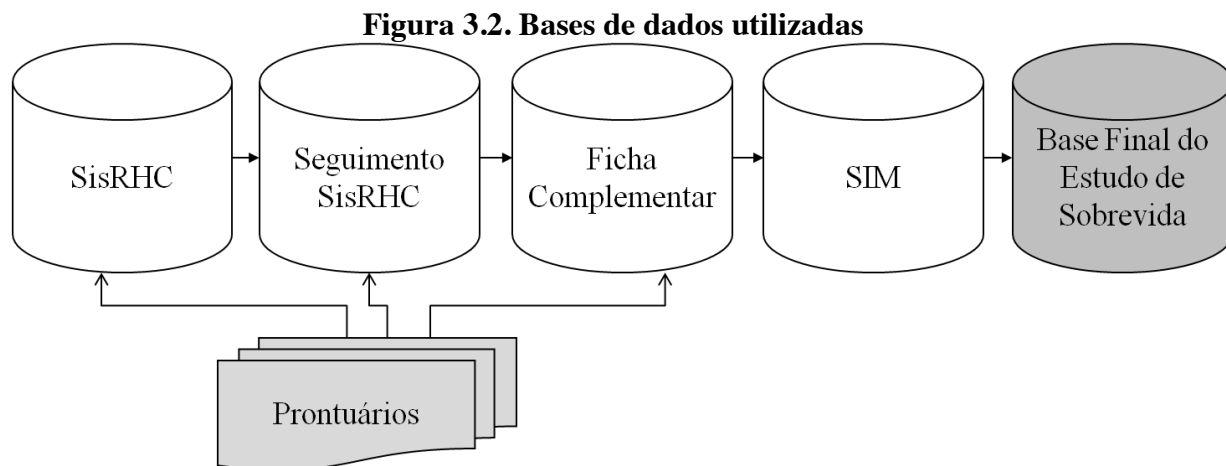 Figura 3.2. Bases de dados utilizadas
SisRHC
Seguimento
SisRHC
Ficha
Complementar
SIM
Base Final do
Estudo de
Sobrevida
Prontuários